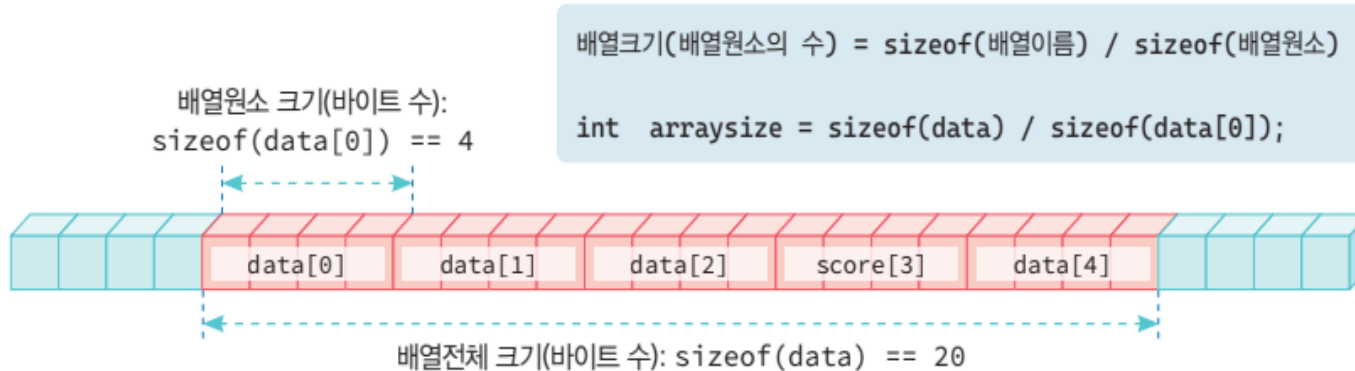 배열크기(배열원소의 수) = sizeof(배열이름) / sizeof(배열원소)
int arraysize = sizeof(data) / sizeof(data[0]);
배열원소 크기(바이트 수):
sizeof(data[0]) == 4
data[0] data[1] data[2] score[3] data[4]
배열전체 크기(바이트 수): sizeof(data) == 20